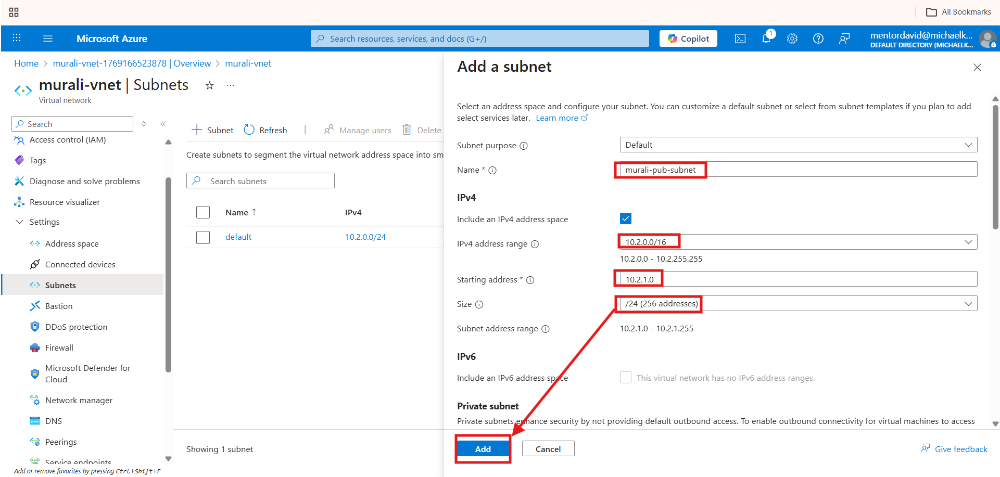 All Bookmarks
Microsoft Azure
Search resources, services, and docs (G+/)
Copilot
1
mentordavid@michaelk...
DEFAULT DIRECTORY (MICHAELK...
Home > murali-vnet-1769166523878 | Overview > murali-vnet
murali-vnet | Subnets
...
Virtual network
Search
Access control (IAM)
Tags
Diagnose and solve problems
Resource visualizer
Settings
Address space
Connected devices
Subnets
Bastion
DDoS protection
Firewall
Microsoft Defender for
Cloud
Network manager
DNS
Peerings
Service endpoints
Add or remove favorites by pressing Ctrl+Shift+F
Subnet
Refresh
Manage users
Delete
Create subnets to segment the virtual network address space into sm
Search subnets
Name ↑ IPv4
default 10.2.0.0/24
Showing 1 subnet
Add a subnet
Select an address space and configure your subnet. You can customize a default subnet or select from subnet templates if you plan to add
select services later. Learn more
Subnet purpose Default
Name * murali-pub-subnet
IPv4
Include an IPv4 address space
IPv4 address range 10.2.0.0/16
10.2.0.0 - 10.2.255.255
Starting address * 10.2.1.0
Size /24 (256 addresses)
Subnet address range 10.2.1.0 - 10.2.1.255
IPv6
Include an IPv6 address space This virtual network has no IPv6 address ranges.
Private subnet
Private subnets enhance security by not providing default outbound access. To enable outbound connectivity for virtual machines to access
Add
Cancel
Give feedback